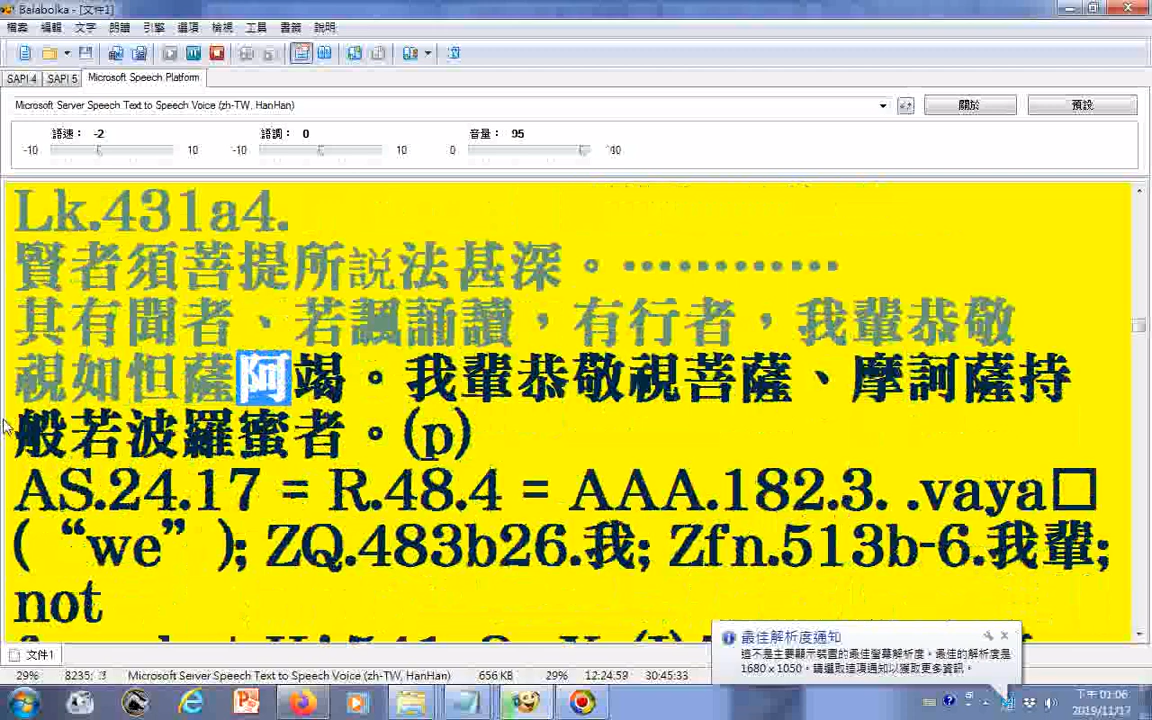 Balabolka - [文件1]
檔案 編輯 文字 朗讀 引擎 選項 檢視 工具 書籤 說明
SAPI 4 SAPI 5 Microsoft Speech Platform
Microsoft Server Speech Text to Speech Voice (zh-TW, HanHan) 關於 預設
語速： -2 語調： 0 音量： 95
-10 10 -10 10 0
Lk.431a4.
賢者須菩提所説法甚深。⋯⋯⋯⋯
其有聞者、若諷誦讀，有行者，我輩恭敬
視如怛薩阿竭。我輩恭敬視菩薩、摩訶薩持
般若波羅蜜者。(p)
AS.24.17 = R.48.4 = AAA.182.3. .vaya□
(“we”); ZQ.483b26.我; Zfn.513b-6.我輩;
not
最佳解析度通知
這不是主要顯示裝置的最佳螢幕解析度。最佳的解析度是
1680 x 1050。請選取這項通知以獲取更多資訊。
文件1
29% Microsoft Server Speech Text to Speech Voice (zh-TW, HanHan) 656 KB 29% 12:24:59 30:45:33
下午 01:06
2019/11/17